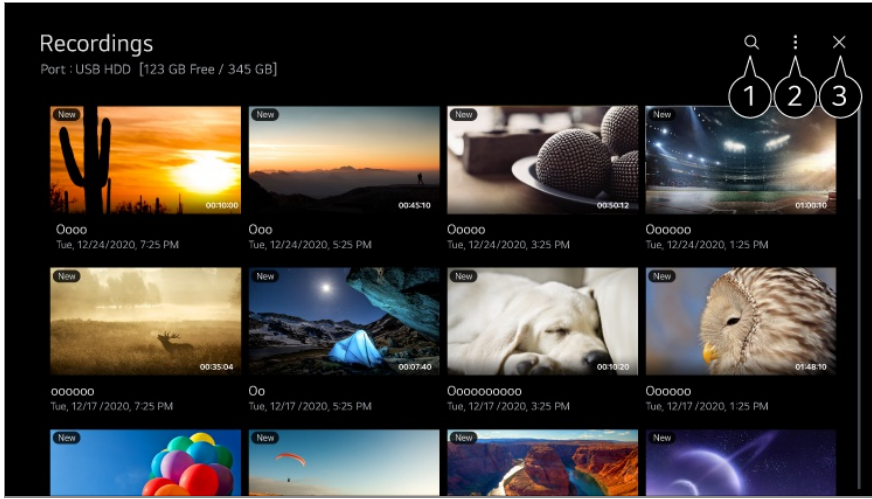 Recordings
Port : USB HDD [123 GB Free / 345 GB]
1 2 3
New New New New
00:10:00 00:45:10 00:50:12 01:00:10
Oooo Ooo Ooooo Oooooo
Tue, 12/24/2020, 7:25 PM Tue, 12/24/2020, 5:25 PM Tue, 12/24/2020, 3:25 PM Tue, 12/24/2020, 1:25 PM
New New New New
00:35:04 00:07:40 00:10:20 01:48:10
oooooo Oo Oooooooooo Oooooo
Tue, 12/17 /2020, 7:25 PM Tue, 12/17 /2020, 5:25 PM Tue, 12/17 /2020, 3:25 PM Tue, 12/17 /2020, 1:25 PM
New New New New